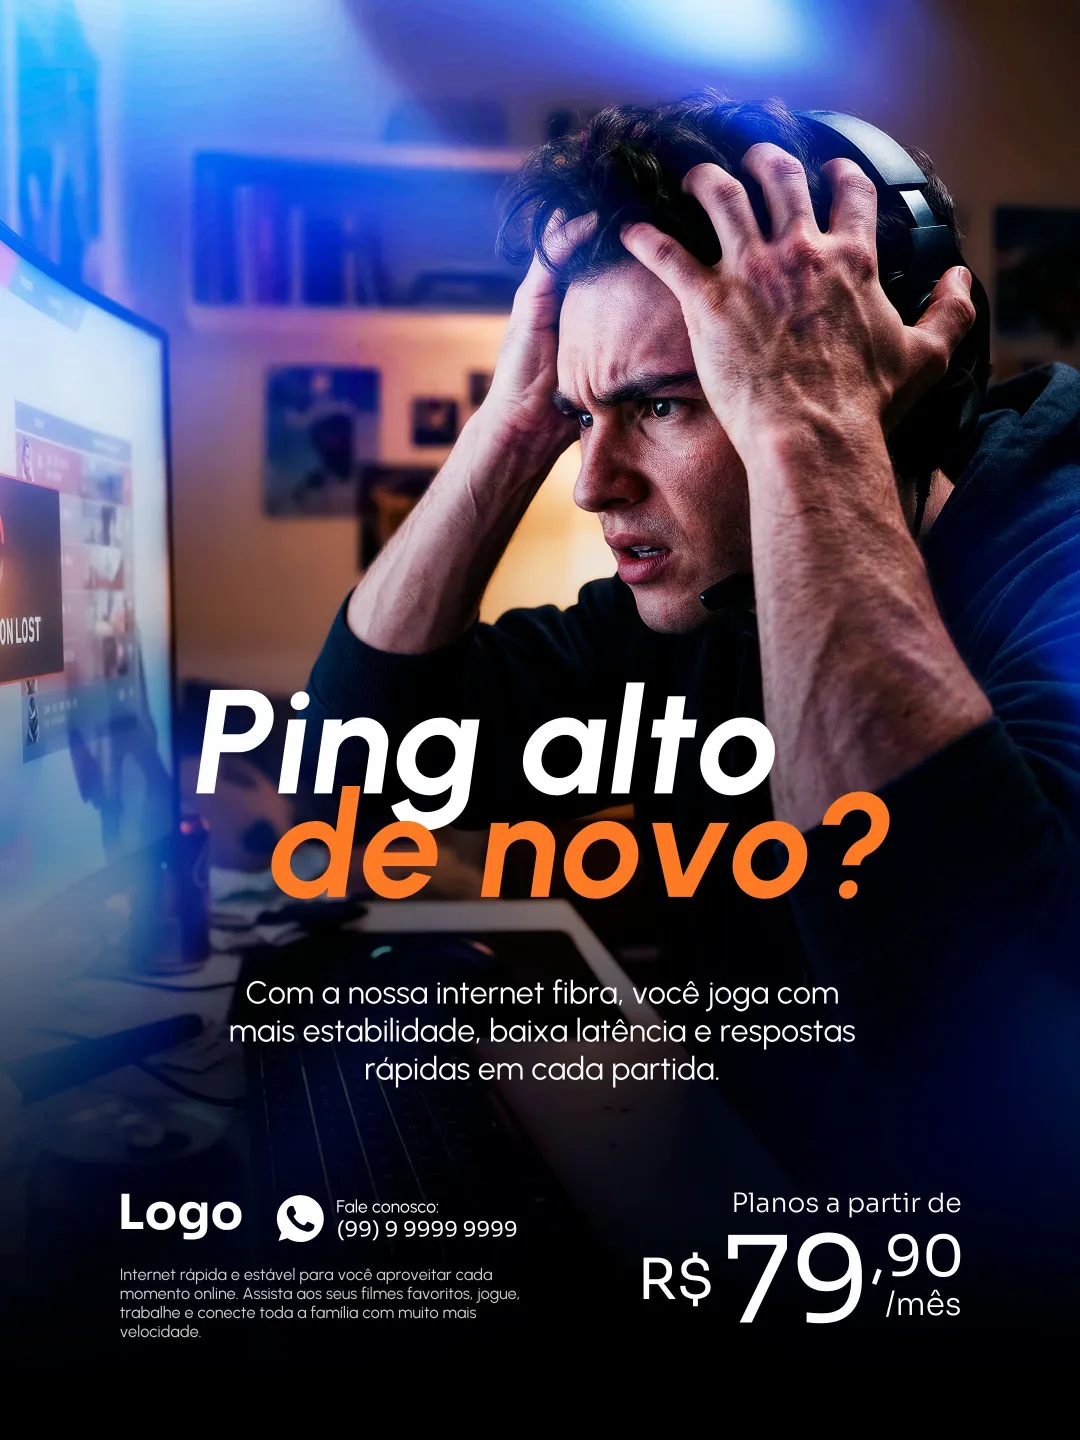 ON LOST
Ping alto
de novo?
Com a nossa internet fibra, você joga com
mais estabilidade, baixa latência e respostas
rápidas em cada partida.
Logo
Fale conosco:
(99) 9 9999 9999
Internet rápida e estável para você aproveitar cada
momento online. Assista aos seus filmes favoritos, jogue,
trabalhe e conecte toda a família com muito mais
velocidade.
Planos a partir de
R$ 79,90
/mês